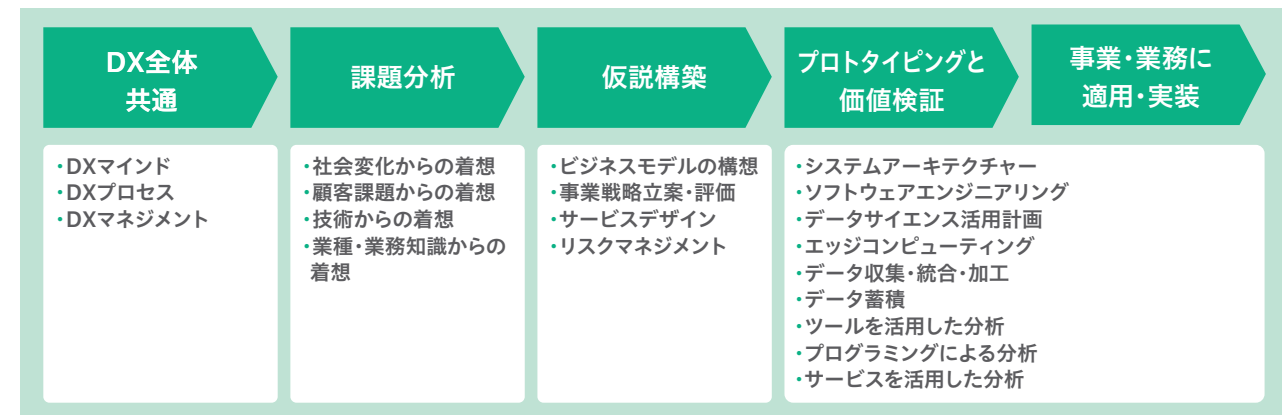 DX全体
共通
課題分析
仮説構築
プロトタイピングと
価値検証
事業・業務に
適用・実装
・DXマインド
・DXプロセス
・DXマネジメント
・社会変化からの着想
・顧客課題からの着想
・技術からの着想
・業種・業務知識からの
着想
・ビジネスモデルの構想
・事業戦略立案・評価
・サービスデザイン
・リスクマネジメント
・システムアーキテクチャー
・ソフトウェアエンジニアリング
・データサイエンス活用計画
・エッジコンピューティング
・データ収集・統合・加工
・データ蓄積
・ツールを活用した分析
・プログラミングによる分析
・サービスを活用した分析